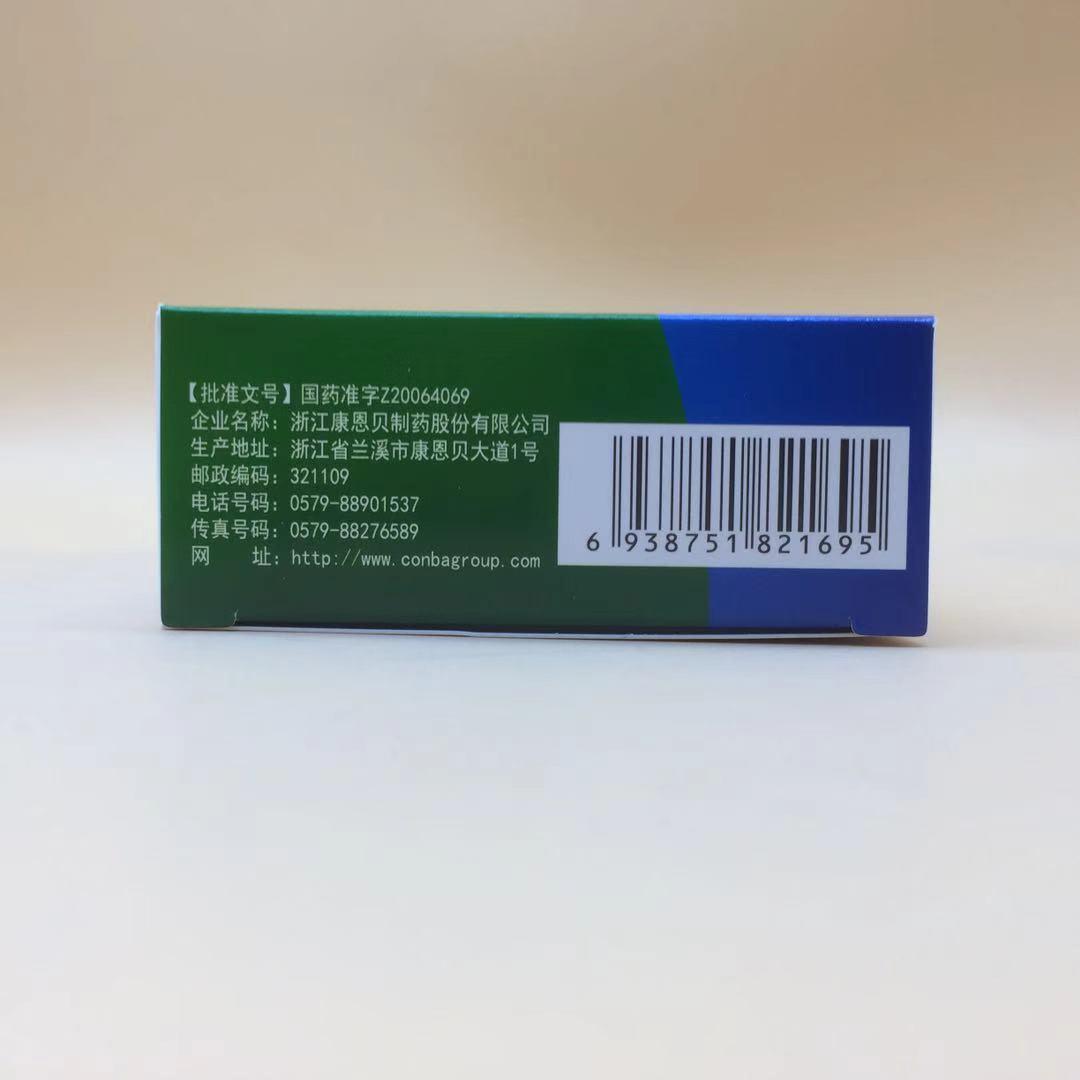 【批准文号】国药准字Z20064069
企业名称：浙江康恩贝制药股份有限公司
生产地址：浙江省兰溪市康恩贝大道1号
邮政编码：321109
电话号码：0579-88901537
传真号码：0579-88276589
网　　址：http://www.conbagroup.com
6 938751 821695